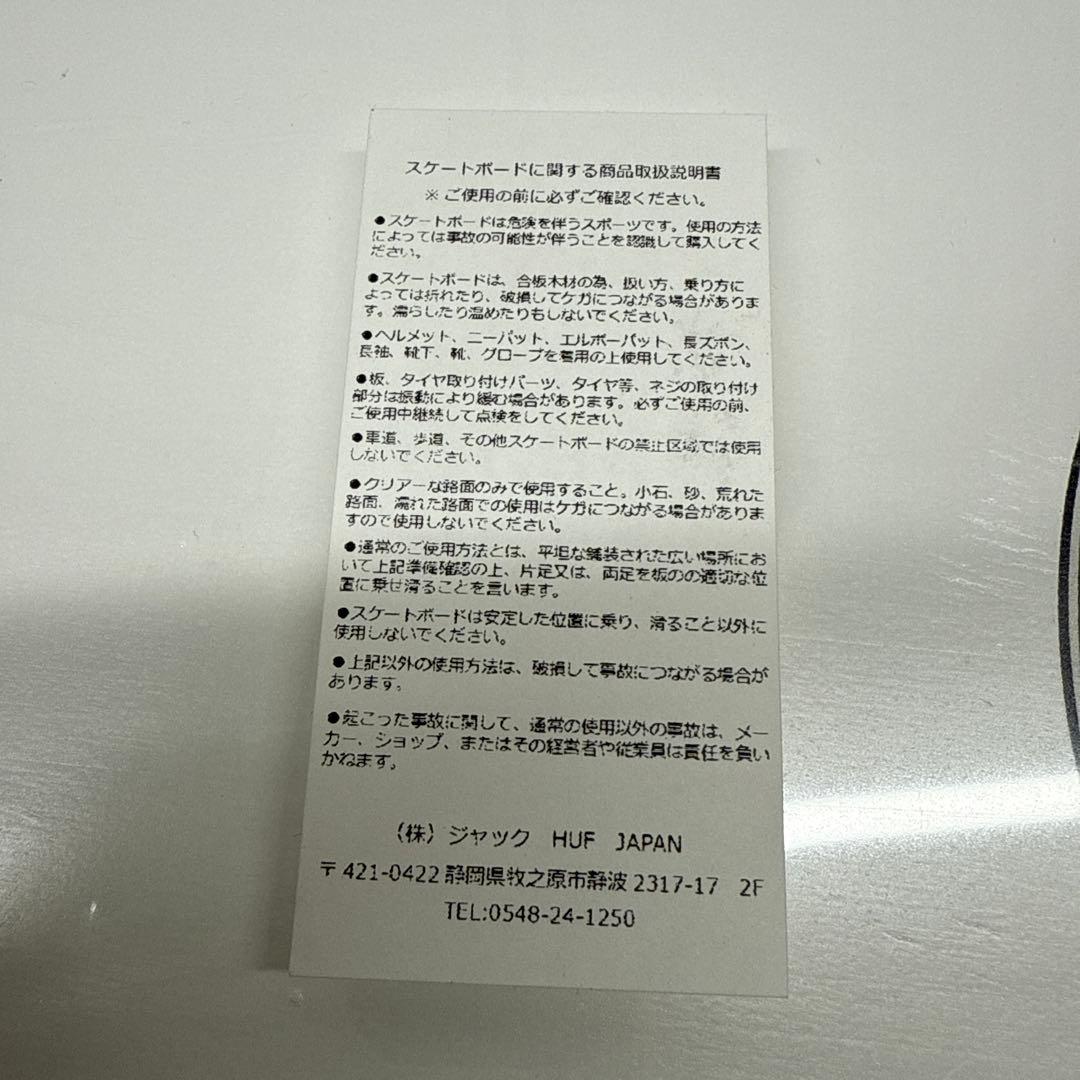 スケートボードに関する商品取扱説明書
※ ご使用の前に必ずご確認ください。
●スケートボードは危険を伴うスポーツです。使用の方法
によっては事故の可能性が伴うことを認識して購入してく
ださい。
●スケートボードは、合板木材の為、扱い方、乗り方に
よっては折れたり、破損してケガにつながる場合がありま
す。濡らしたり温めたりもしないでください。
●ヘルメット、ニーパット、エルボーパット、長ズボン、
長袖、靴下、靴、グローブを着用の上使用してください。
●板、タイヤ取り付けパーツ、タイヤ等、ネジの取り付け
部分は振動により緩む場合があります。必ずご使用の前、
ご使用中継続して点検をしてください。
●車道、歩道、その他スケートボードの禁止区域では使用
しないでください。
●クリアーな路面のみで使用すること。小石、砂、荒れた
路面、濡れた路面での使用はケガにつながる場合がありま
すので使用しないでください。
●通常のご使用方法とは、平坦な舗装された広い場所にお
いて上記準備確認の上、片足又は、両足を板のの適切な位
置に乗せ滑ることを言います。
●スケートボードは安定した位置に乗り、滑ること以外に
使用しないでください。
●上記以外の使用方法は、破損して事故につながる場合が
あります。
●起こった事故に関して、通常の使用以外の事故は、メー
カー、ショップ、またはその経営者や従業員は責任を負い
かねます。
（株）ジャック HUF JAPAN
〒421-0422 静岡県牧之原市静波 2317-17 2F
TEL:0548-24-1250